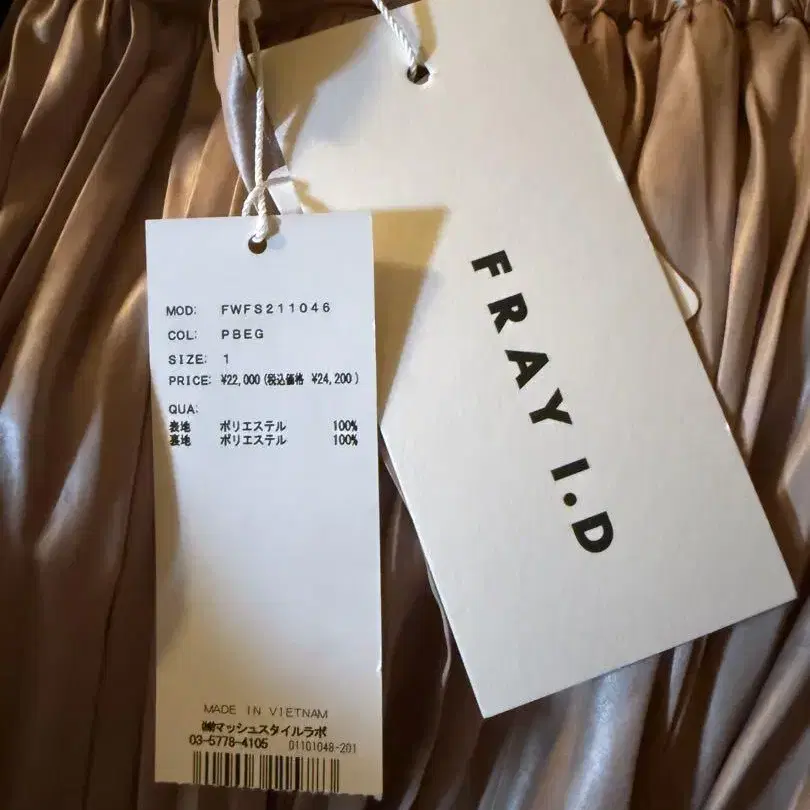 FRAY I.D
MOD: FWFS211046
COL: PBEG
SIZE: 1
PRICE: ¥22,000(税込価格 ¥24,200)
QUA:
表地 ポリエステル 100%
裏地 ポリエステル 100%
MADE IN VIETNAM
㈱マッシュスタイルラボ
03-5778-4105 01101048-201